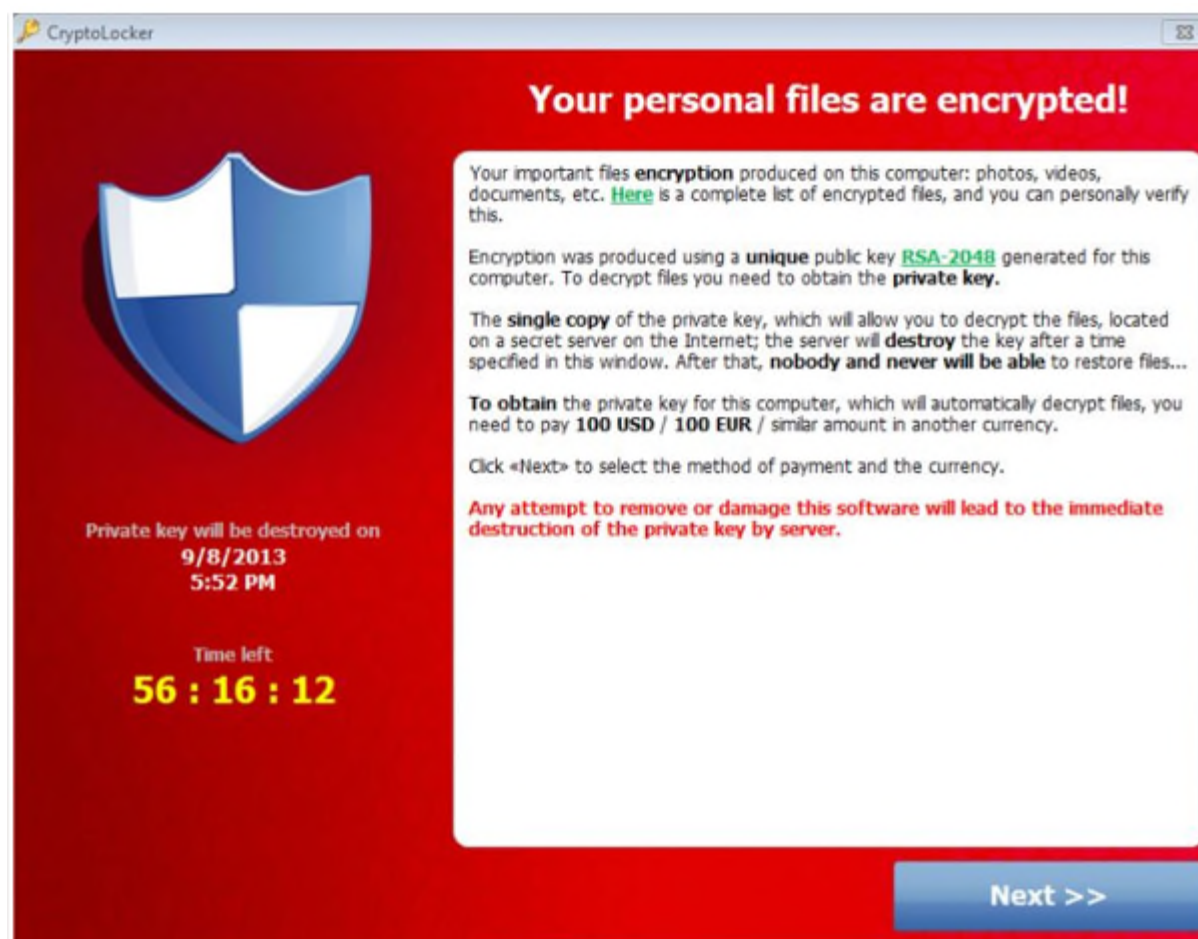 CryptoLocker
Your personal files are encrypted!
Your important files encryption produced on this computer: photos, videos,
documents, etc. Here is a complete list of encrypted files, and you can personally verify
this.
Encryption was produced using a unique public key RSA-2048 generated for this
computer. To decrypt files you need to obtain the private key.
The single copy of the private key, which will allow you to decrypt the files, located
on a secret server on the Internet; the server will destroy the key after a time
specified in this window. After that, nobody and never will be able to restore files...
To obtain the private key for this computer, which will automatically decrypt files, you
need to pay 100 USD / 100 EUR / similar amount in another currency.
Click «Next» to select the method of payment and the currency.
Any attempt to remove or damage this software will lead to the immediate
destruction of the private key by server.
Private key will be destroyed on
9/8/2013
5:52 PM
Time left
56 : 16 : 12
Next >>